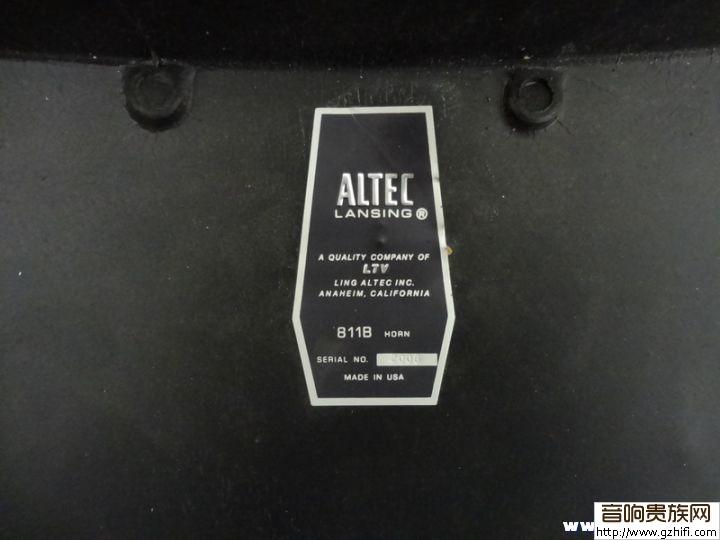 ALTEC
LANSING®
A QUALITY COMPANY OF
LTV
LING ALTEC INC.
ANAHEIM, CALIFORNIA
811B HORN
SERIAL NO.
MADE IN USA
音响贵族网
http://www.gzhifi.com